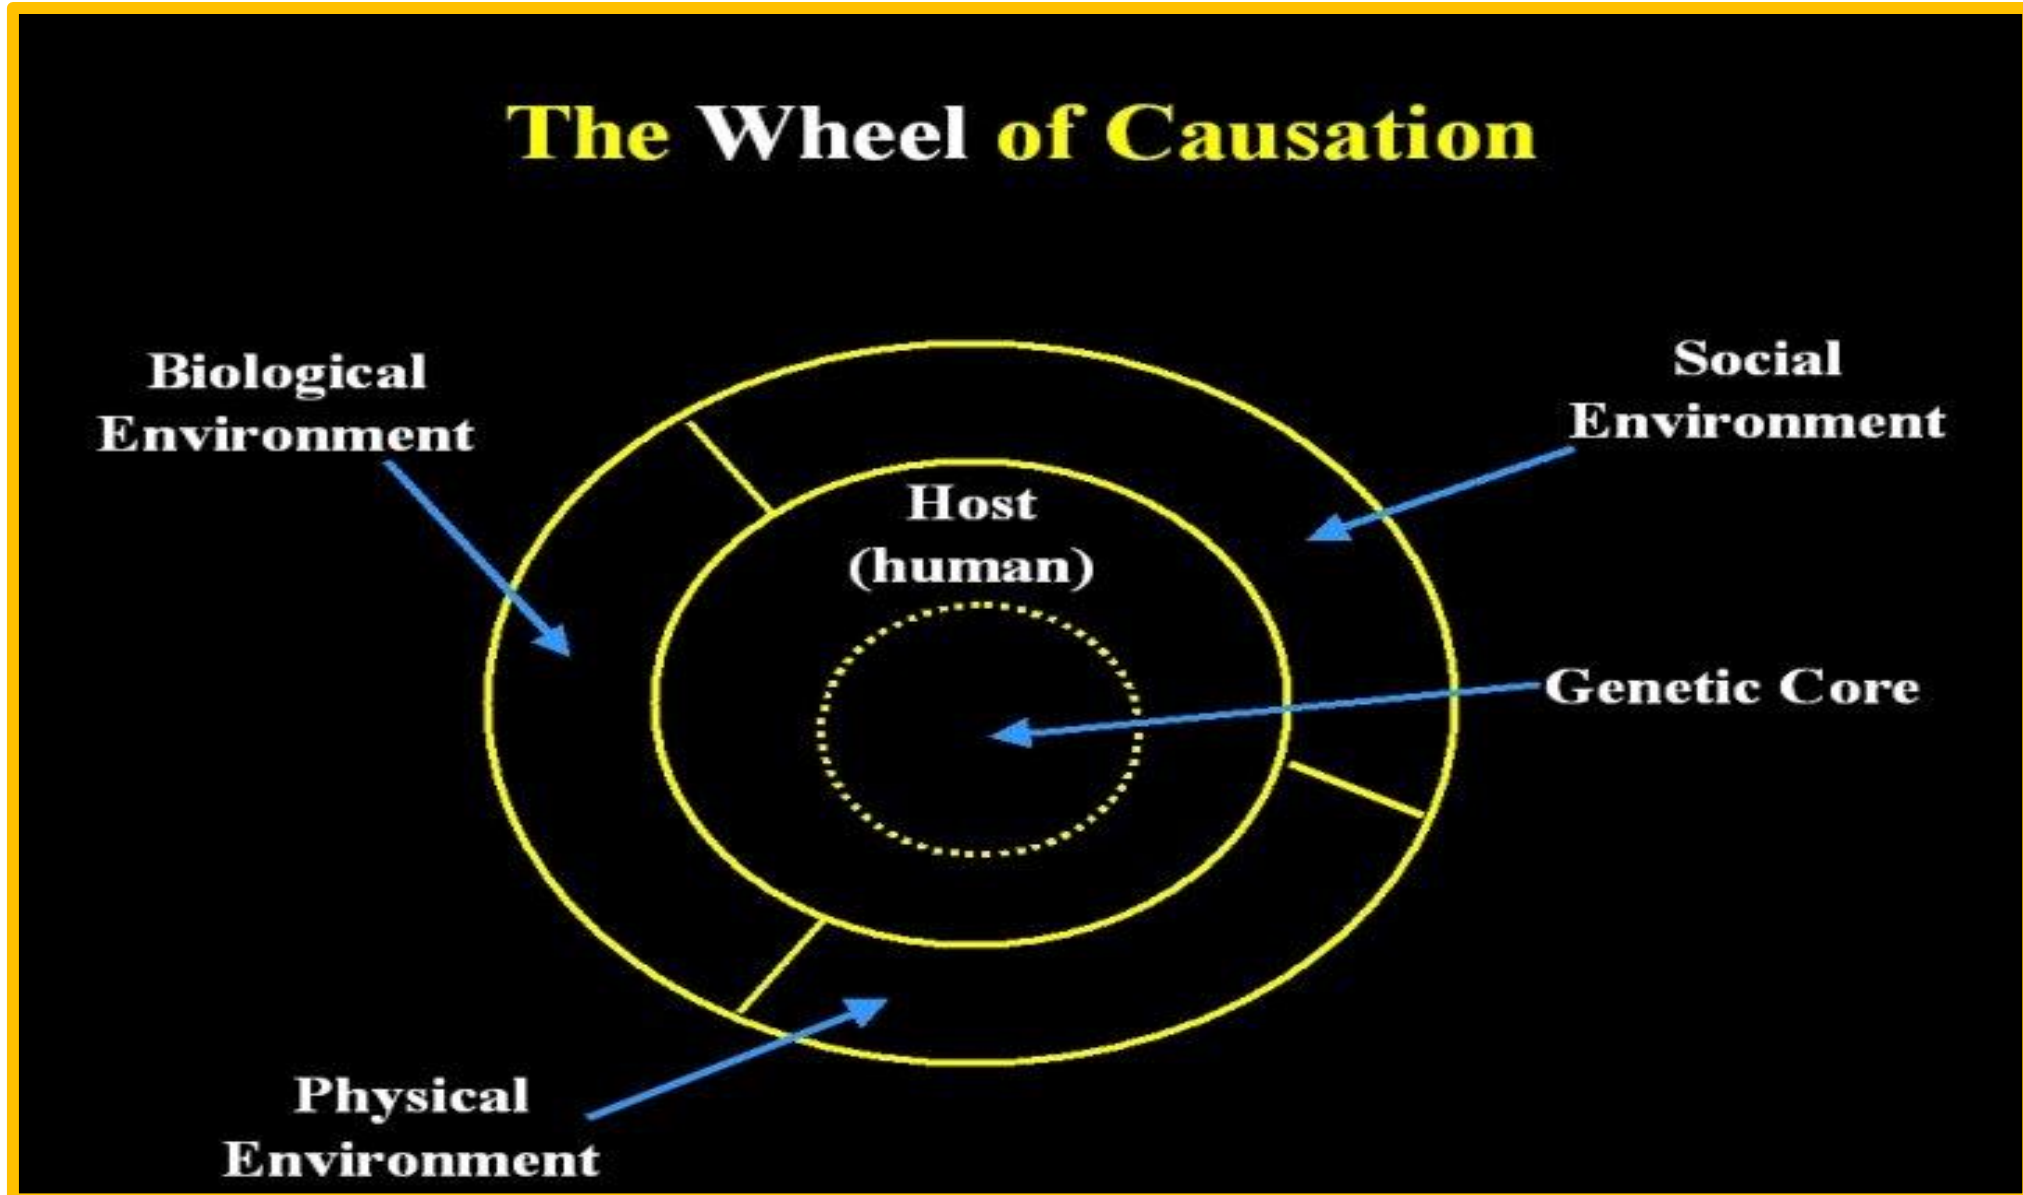 The Wheel of Causation
Biological
Environment
Social
Environment
Host
(human)
Genetic Core
Physical
Environment